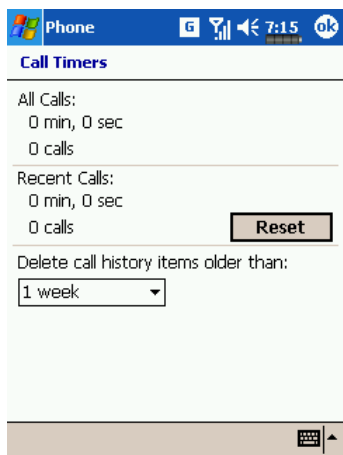 Phone G 7:15 ok
Call Timers
All Calls:
0 min, 0 sec
0 calls
Recent Calls:
0 min, 0 sec
0 calls Reset
Delete call history items older than:
1 week